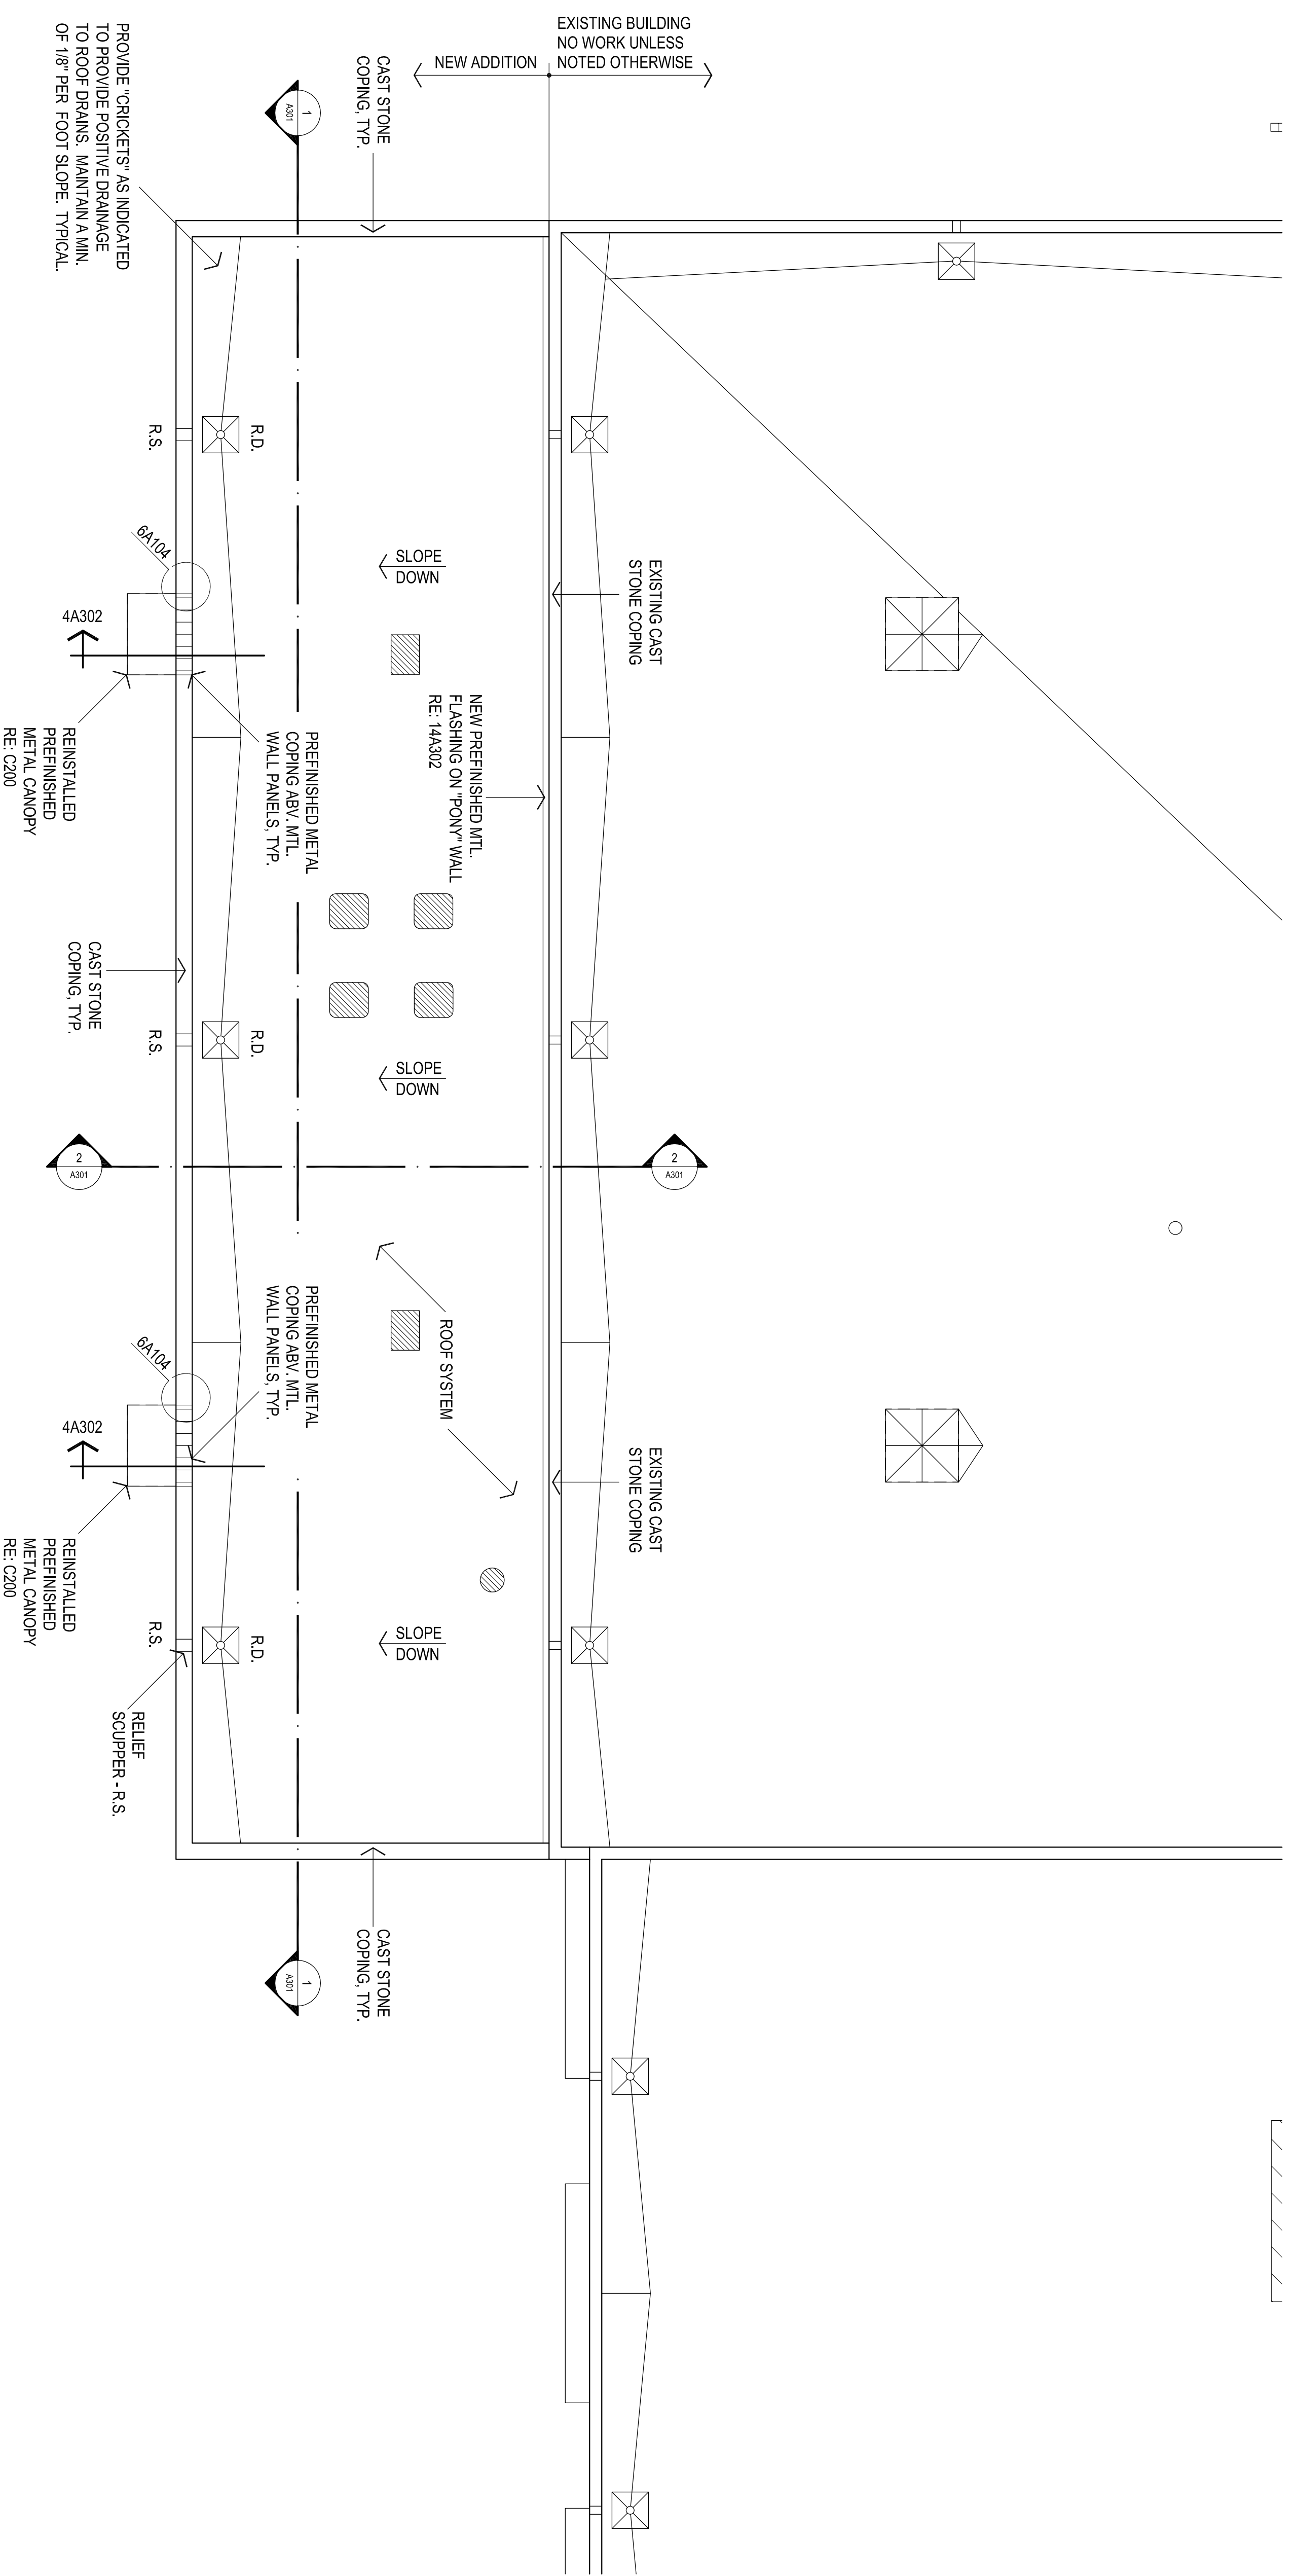 EXISTING BUILDING
NO WORK UNLESS
NOTED OTHERWISE
NEW ADDITION
CAST STONE
COPING, TYP.
1
A301
PROVIDE "CRICKETS" AS INDICATED
TO PROVIDE POSITIVE DRAINAGE
TO ROOF DRAINS. MAINTAIN A MIN.
OF 1/8" PER FOOT SLOPE. TYPICAL.
R.D.
R.S.
6A104
4A302
SLOPE
DOWN
EXISTING CAST
STONE COPING
NEW PREFINISHED MTL.
FLASHING ON "PONY" WALL
RE: 14A302
PREFINISHED METAL
COPING ABV. MTL.
WALL PANELS, TYP.
REINSTALLED
PREFINISHED
METAL CANOPY
RE: C200
CAST STONE
COPING, TYP.
R.D.
R.S.
SLOPE
DOWN
2
A301
2
A301
ROOF SYSTEM
PREFINISHED METAL
COPING ABV. MTL.
WALL PANELS, TYP.
6A104
4A302
EXISTING CAST
STONE COPING
REINSTALLED
PREFINISHED
METAL CANOPY
RE: C200
SLOPE
DOWN
R.D.
R.S.
RELIEF
SCUPPER - R.S.
CAST STONE
COPING, TYP.
1
A301